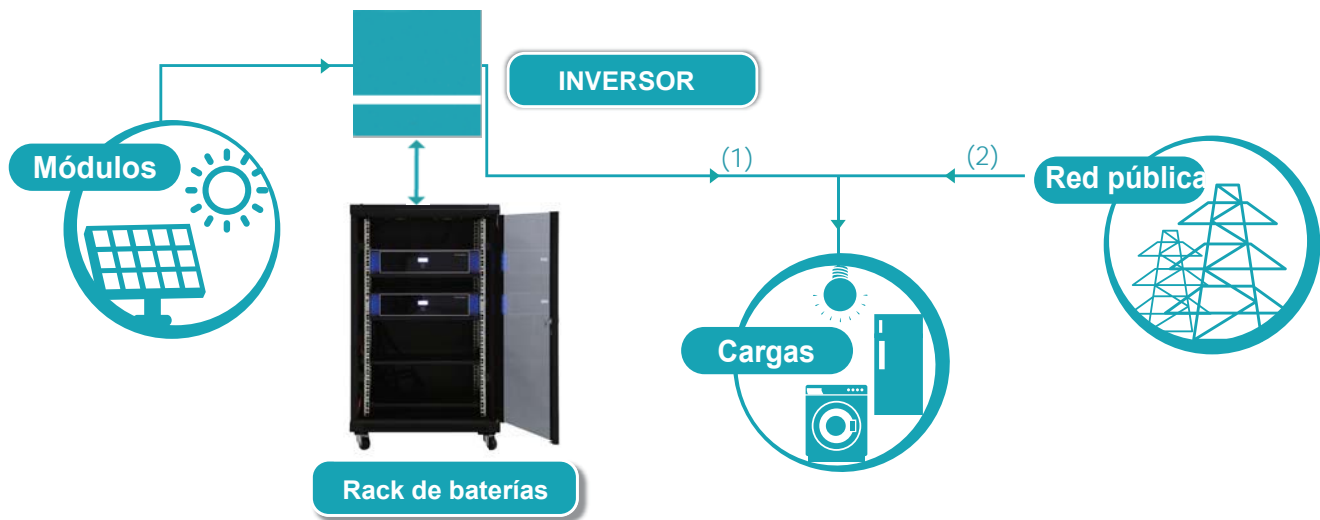 INVERSOR
Módulos
(1)
(2)
Red pública
Cargas
Rack de baterías